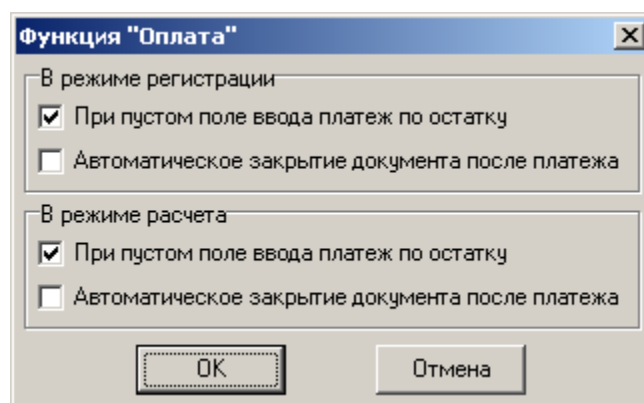 Функция "Оплата"
В режиме регистрации
При пустом поле ввода платеж по остатку
Автоматическое закрытие документа после платежа
В режиме расчета
При пустом поле ввода платеж по остатку
Автоматическое закрытие документа после платежа
OK
Отмена